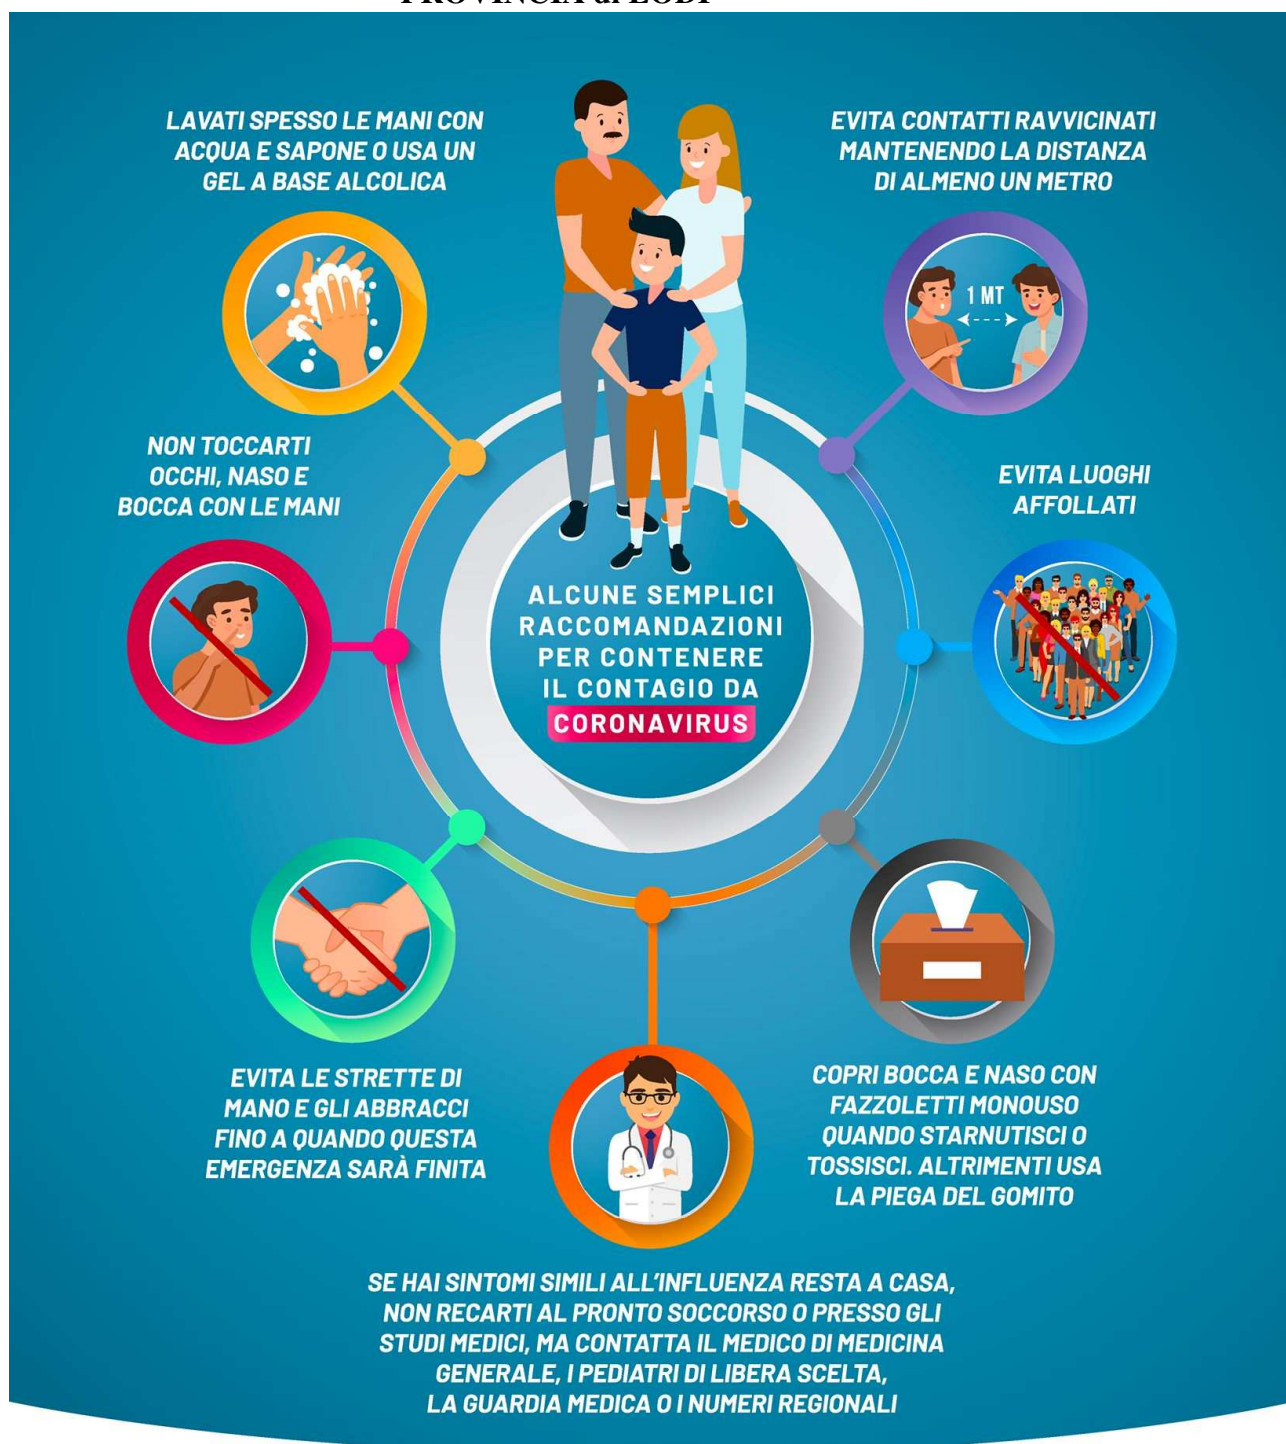 PROVINCIA di LODI
LAVATI SPESSO LE MANI CON
ACQUA E SAPONE O USA UN
GEL A BASE ALCOLICA
EVITA CONTATTI RAVVICINATI
MANTENENDO LA DISTANZA
DI ALMENO UN METRO
1 MT
NON TOCCARTI
OCCHI, NASO E
BOCCA CON LE MANI
EVITA LUOGHI
AFFOLLATI
ALCUNE SEMPLICI
RACCOMANDAZIONI
PER CONTENERE
IL CONTAGIO DA
CORONAVIRUS
EVITA LE STRETTE DI
MANO E GLI ABBRACCI
FINO A QUANDO QUESTA
EMERGENZA SARÀ FINITA
COPRI BOCCA E NASO CON
FAZZOLETTI MONOUSO
QUANDO STARNUTISCI O
TOSSISCI. ALTRIMENTI USA
LA PIEGA DEL GOMITO
SE HAI SINTOMI SIMILI ALL'INFLUENZA RESTA A CASA,
NON RECARTI AL PRONTO SOCCORSO O PRESSO GLI
STUDI MEDICI, MA CONTATTA IL MEDICO DI MEDICINA
GENERALE, I PEDIATRI DI LIBERA SCELTA,
LA GUARDIA MEDICA O I NUMERI REGIONALI